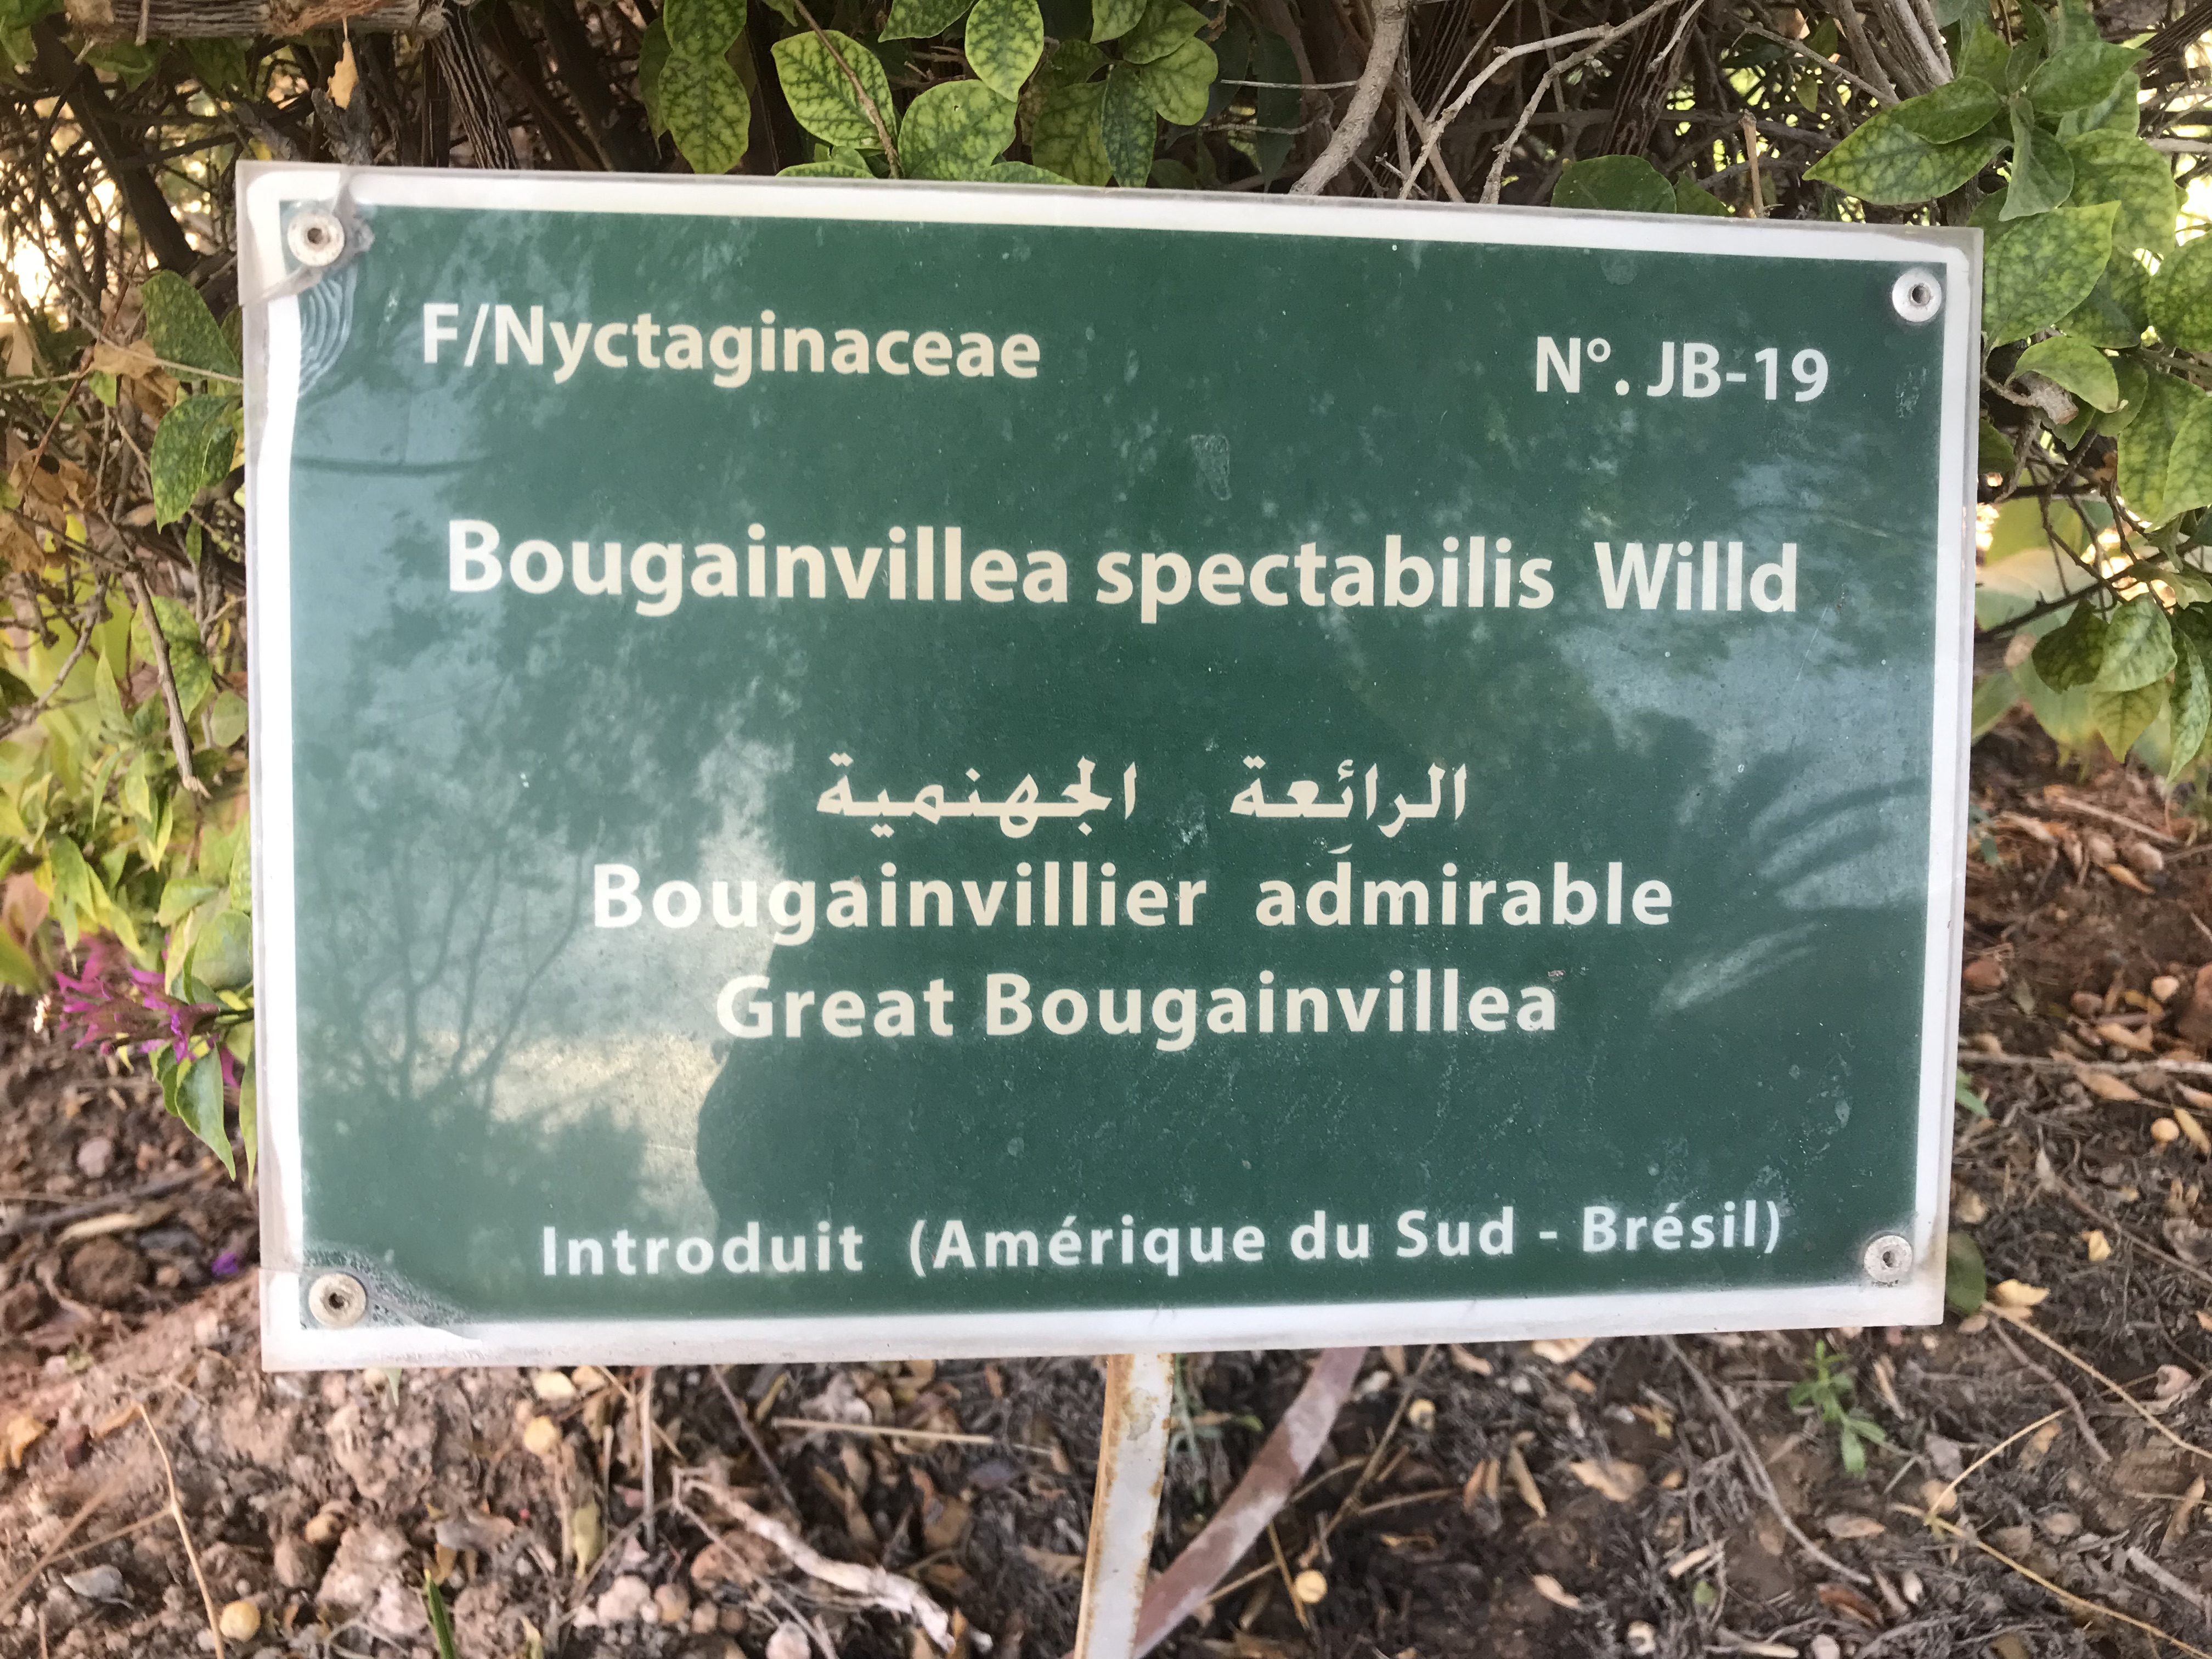 F/Nyctaginaceae N°. JB-19
Bougainvillea spectabilis Willd
الرائعة الجهنمية
Bougainvillier admirable
Great Bougainvillea
Introduit (Amérique du Sud - Brésil)